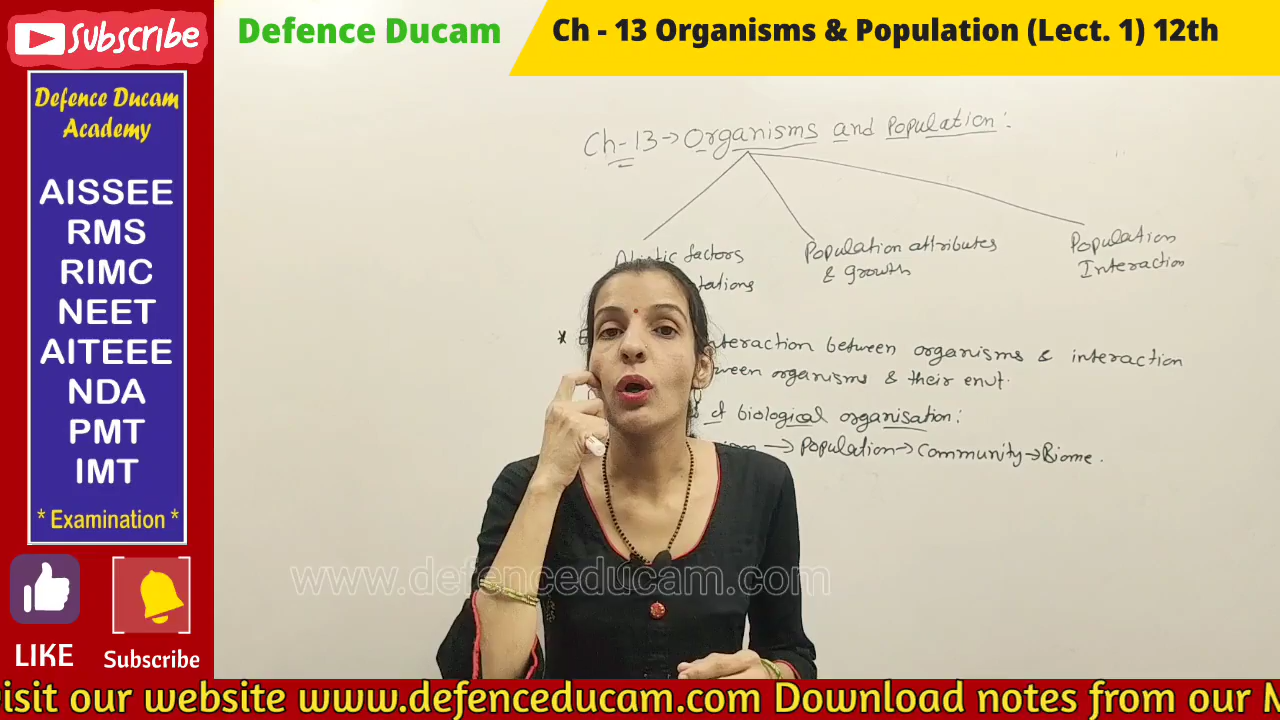 Subscribe
Defence Ducam
Ch - 13 Organisms & Population (Lect. 1) 12th
Defence Ducam
Academy
AISSEE
RMS
RIMC
NEET
AITEEE
NDA
PMT
IMT
* Examination *
LIKE
Subscribe
Ch-13→ Organisms and Population:
factors
Population attributes
& growth
Population
Interaction
* interaction between organisms & interaction
organisms & their envt.
of biological organisation:
→ Population → Community → Biome.
www.defenceducam.com
isit our website www.defenceducam.com Download notes from our M